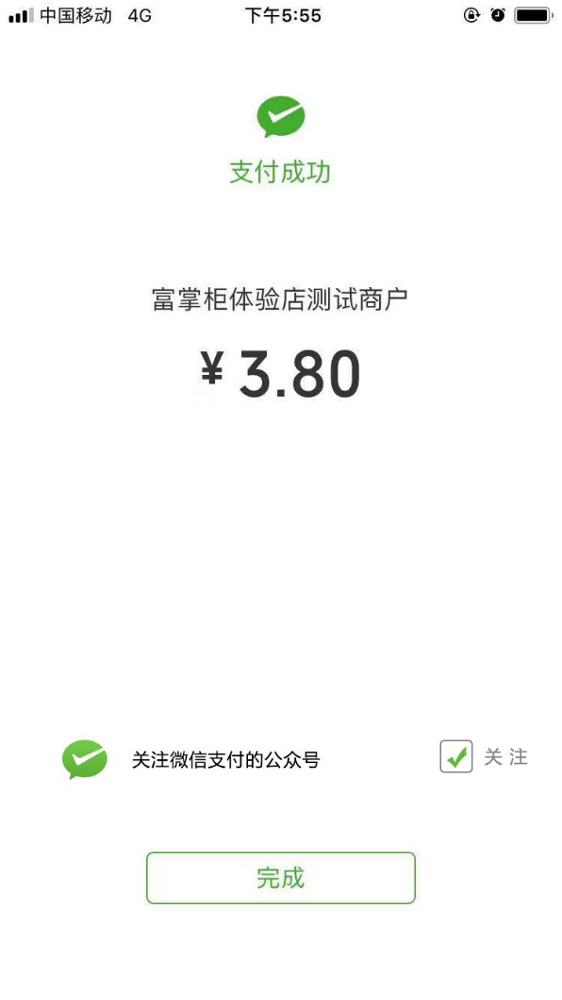 中国移动 4G 下午5:55
支付成功
富掌柜体验店测试商户
¥ 3.80
关注微信支付的公众号 关注
完成